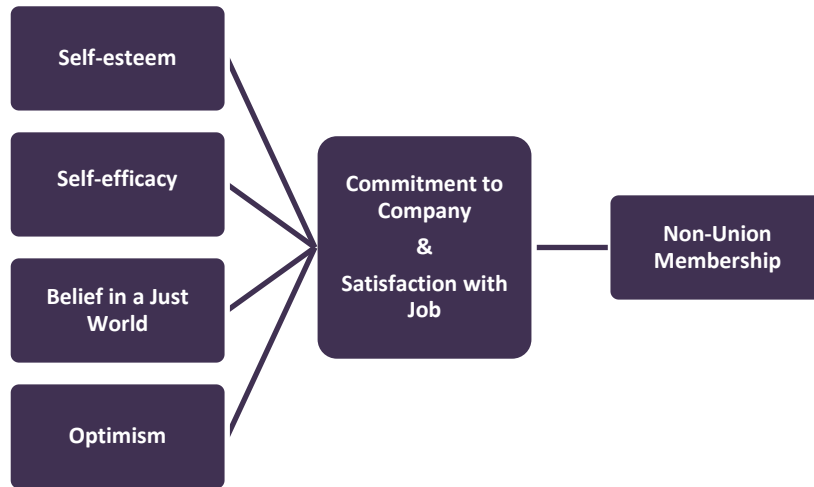 Self-esteem
Self-efficacy
Belief in a Just
World
Optimism
Commitment to
Company
&
Satisfaction with
Job
Non-Union
Membership